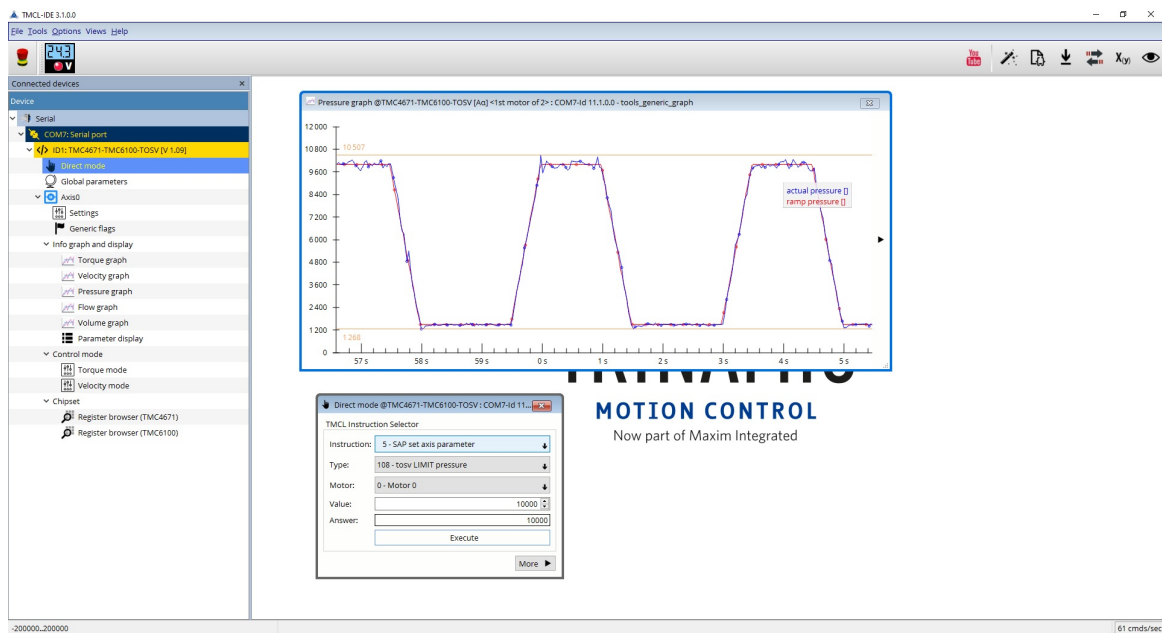 TMCL-IDE 3.1.0.0
File Tools Options Views Help
24.3
V
You
Tube
X(y)
Connected devices
Device
Serial
COM7: Serial port
ID1: TMC4671-TMC6100-TOSV [V 1.09]
Direct mode
Global parameters
Axis0
Settings
Generic flags
Info graph and display
Torque graph
Velocity graph
Pressure graph
Flow graph
Volume graph
Parameter display
Control mode
Torque mode
Velocity mode
Chipset
Register browser (TMC4671)
Register browser (TMC6100)
Pressure graph @TMC4671-TMC6100-TOSV [Aα] <1st motor of 2> : COM7-Id 11.1.0.0 - tools_generic_graph
12 000
10 507
9 600
8 400
7 200
6 000
4 800
3 600
2 400
1 200
1 268
0
57 s 58 s 59 s 0 s 1 s 2 s 3 s 4 s 5 s
actual pressure []
ramp pressure []
MOTION CONTROL
Now part of Maxim Integrated
Direct mode @TMC4671-TMC6100-TOSV : COM7-Id 11...
TMCL Instruction Selector
Instruction: 5 - SAP set axis parameter
Type: 108 - tosv LIMIT pressure
Motor: 0 - Motor 0
Value: 10000
Answer: 10000
Execute
More
-200000..200000
61 cmds/sec